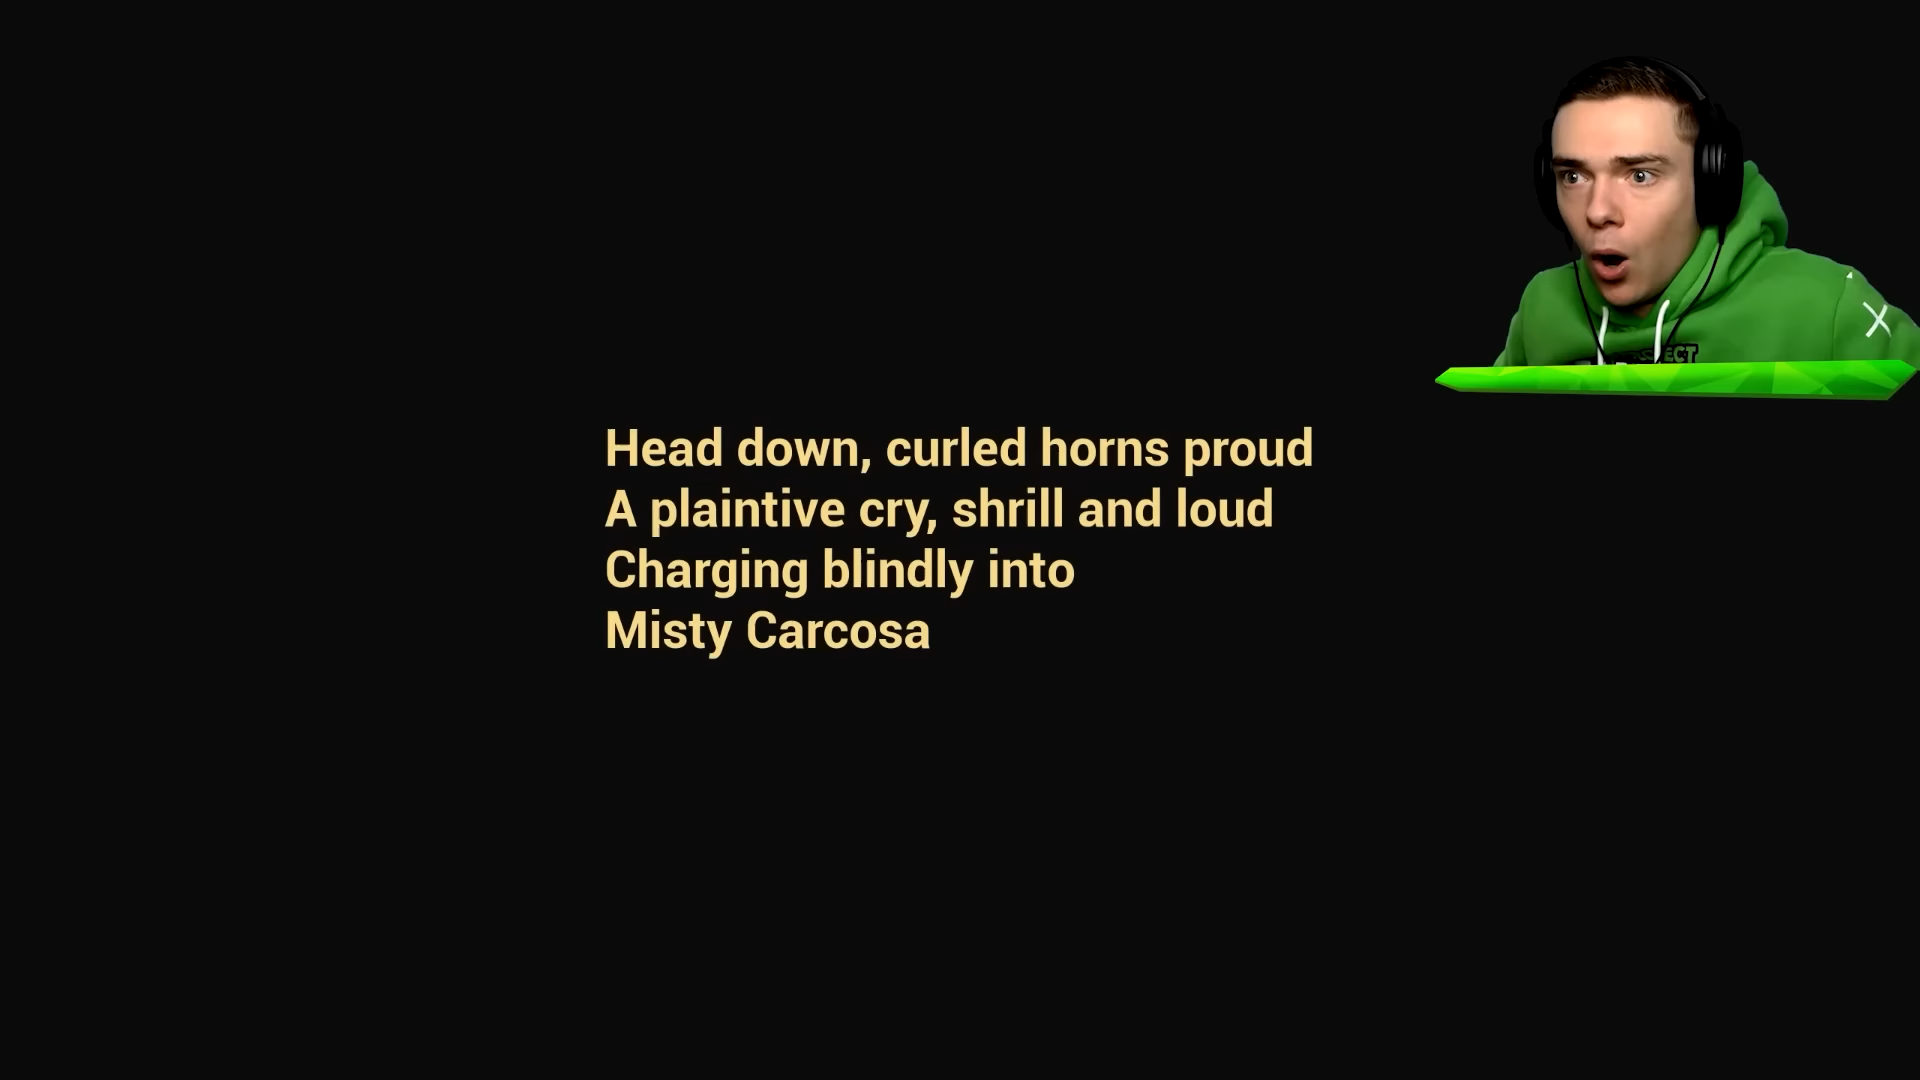 Head down, curled horns proud
A plaintive cry, shrill and loud
Charging blindly into
Misty Carcosa